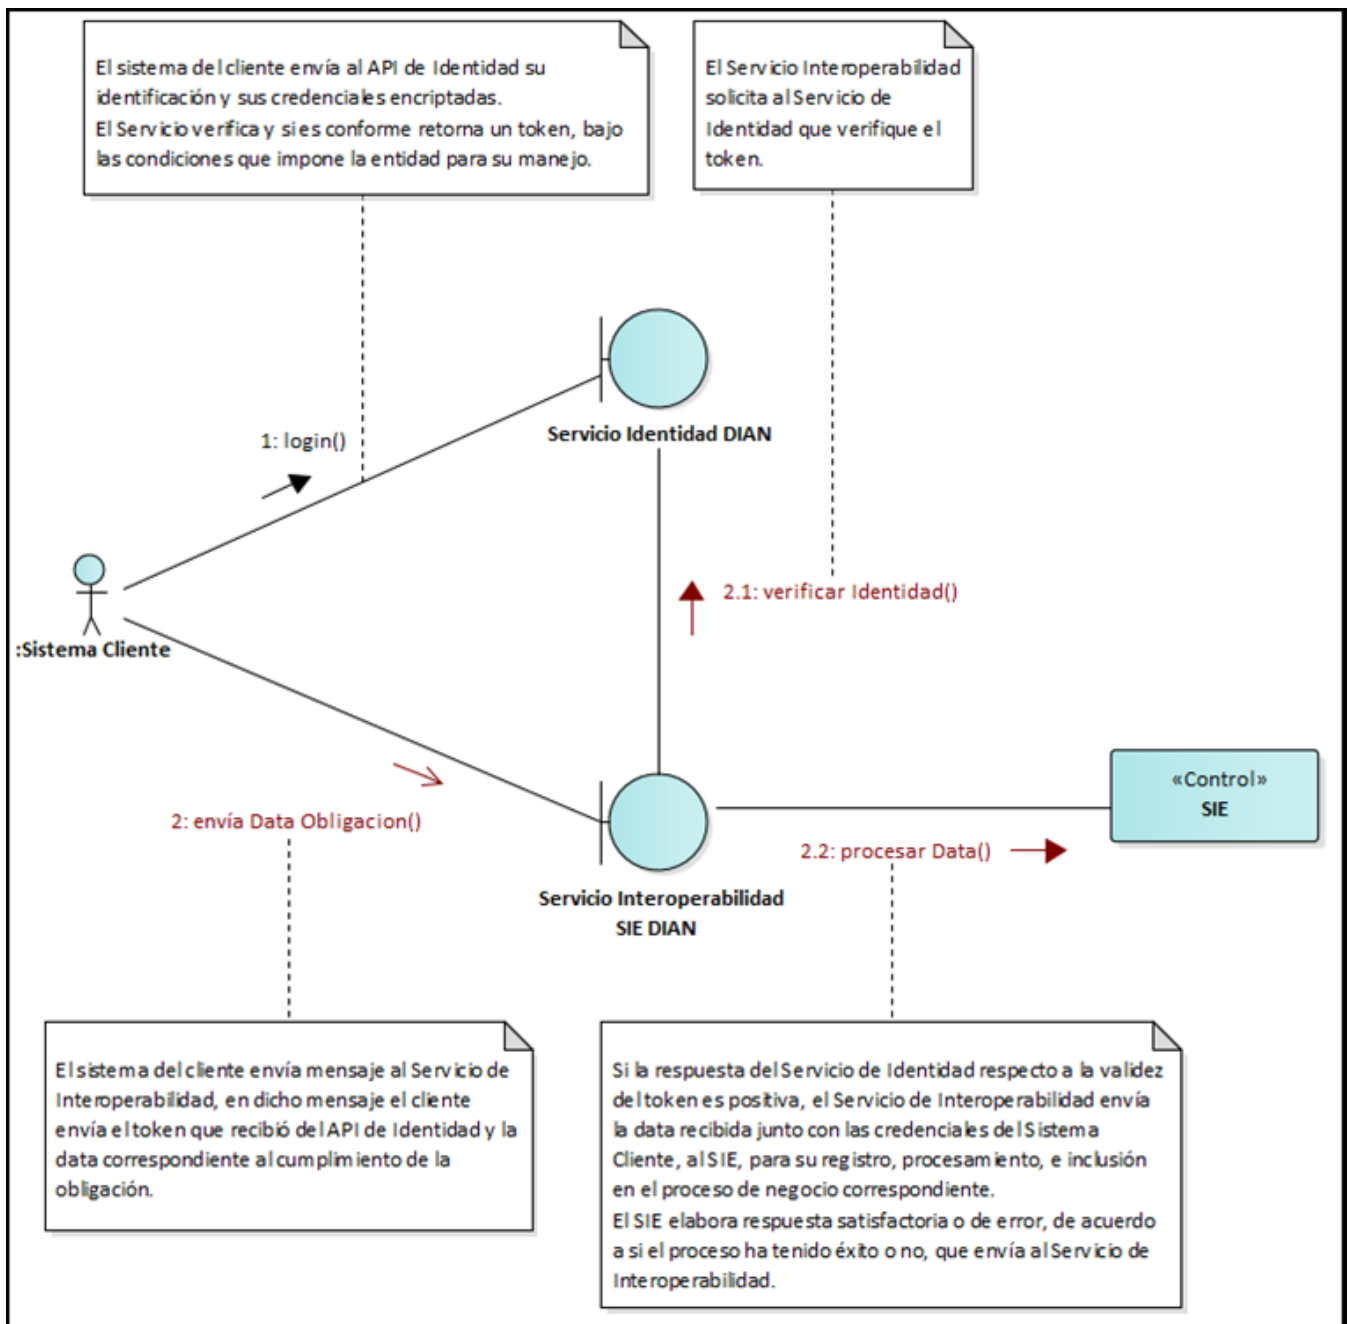 El sistema del cliente envía al API de Identidad su
identificación y sus credenciales encriptadas.
El Servicio verifica y si es conforme retorna un token, bajo
las condiciones que impone la entidad para su manejo.
El Servicio Interoperabilidad
solicita al Servicio de
Identidad que verifique el
token.
1: login()
Servicio Identidad DIAN
2.1: verificar Identidad()
:Sistema Cliente
2: envía Data Obligacion()
«Control»
SIE
2.2: procesar Data()
Servicio Interoperabilidad
SIE DIAN
El sistema del cliente envía mensaje al Servicio de
Interoperabilidad, en dicho mensaje el cliente
envía el token que recibió del API de Identidad y la
data correspondiente al cumplimiento de la
obligación.
Si la respuesta del Servicio de Identidad respecto a la validez
del token es positiva, el Servicio de Interoperabilidad envía
la data recibida junto con las credenciales del Sistema
Cliente, al SIE, para su registro, procesamiento, e inclusión
en el proceso de negocio correspondiente.
El SIE elabora respuesta satisfactoria o de error, de acuerdo
a si el proceso ha tenido éxito o no, que envía al Servicio de
Interoperabilidad.